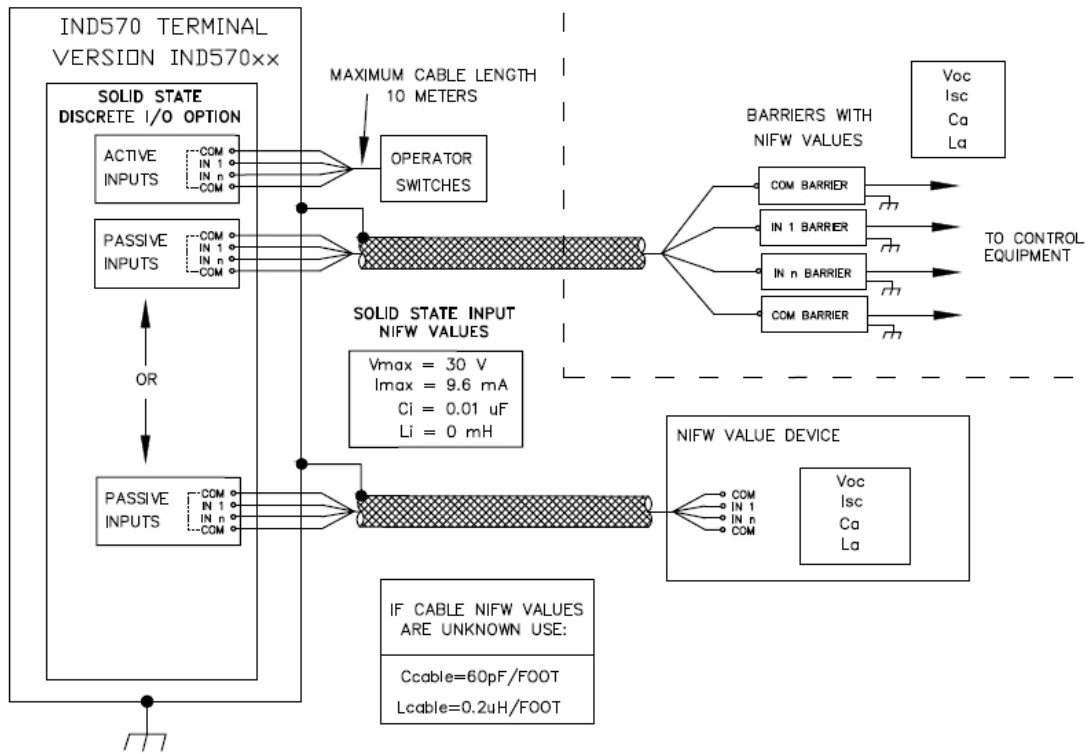 IND570 TERMINAL
VERSION IND570xx
SOLID STATE
DISCRETE I/O OPTION
ACTIVE
INPUTS
COM
IN 1
IN n
COM
MAXIMUM CABLE LENGTH
10 METERS
OPERATOR
SWITCHES
PASSIVE
INPUTS
COM
IN 1
IN n
COM
BARRIERS WITH
NIFW VALUES
Voc
Isc
Ca
La
COM BARRIER
IN 1 BARRIER
IN n BARRIER
COM BARRIER
TO CONTROL
EQUIPMENT
OR
SOLID STATE INPUT
NIFW VALUES
Vmax = 30 V
Imax = 9.6 mA
Ci = 0.01 uF
Li = 0 mH
PASSIVE
INPUTS
COM
IN 1
IN n
COM
NIFW VALUE DEVICE
COM
IN 1
IN n
COM
Voc
Isc
Ca
La
IF CABLE NIFW VALUES
ARE UNKNOWN USE:
Ccable=60pF/FOOT
Lcable=0.2uH/FOOT